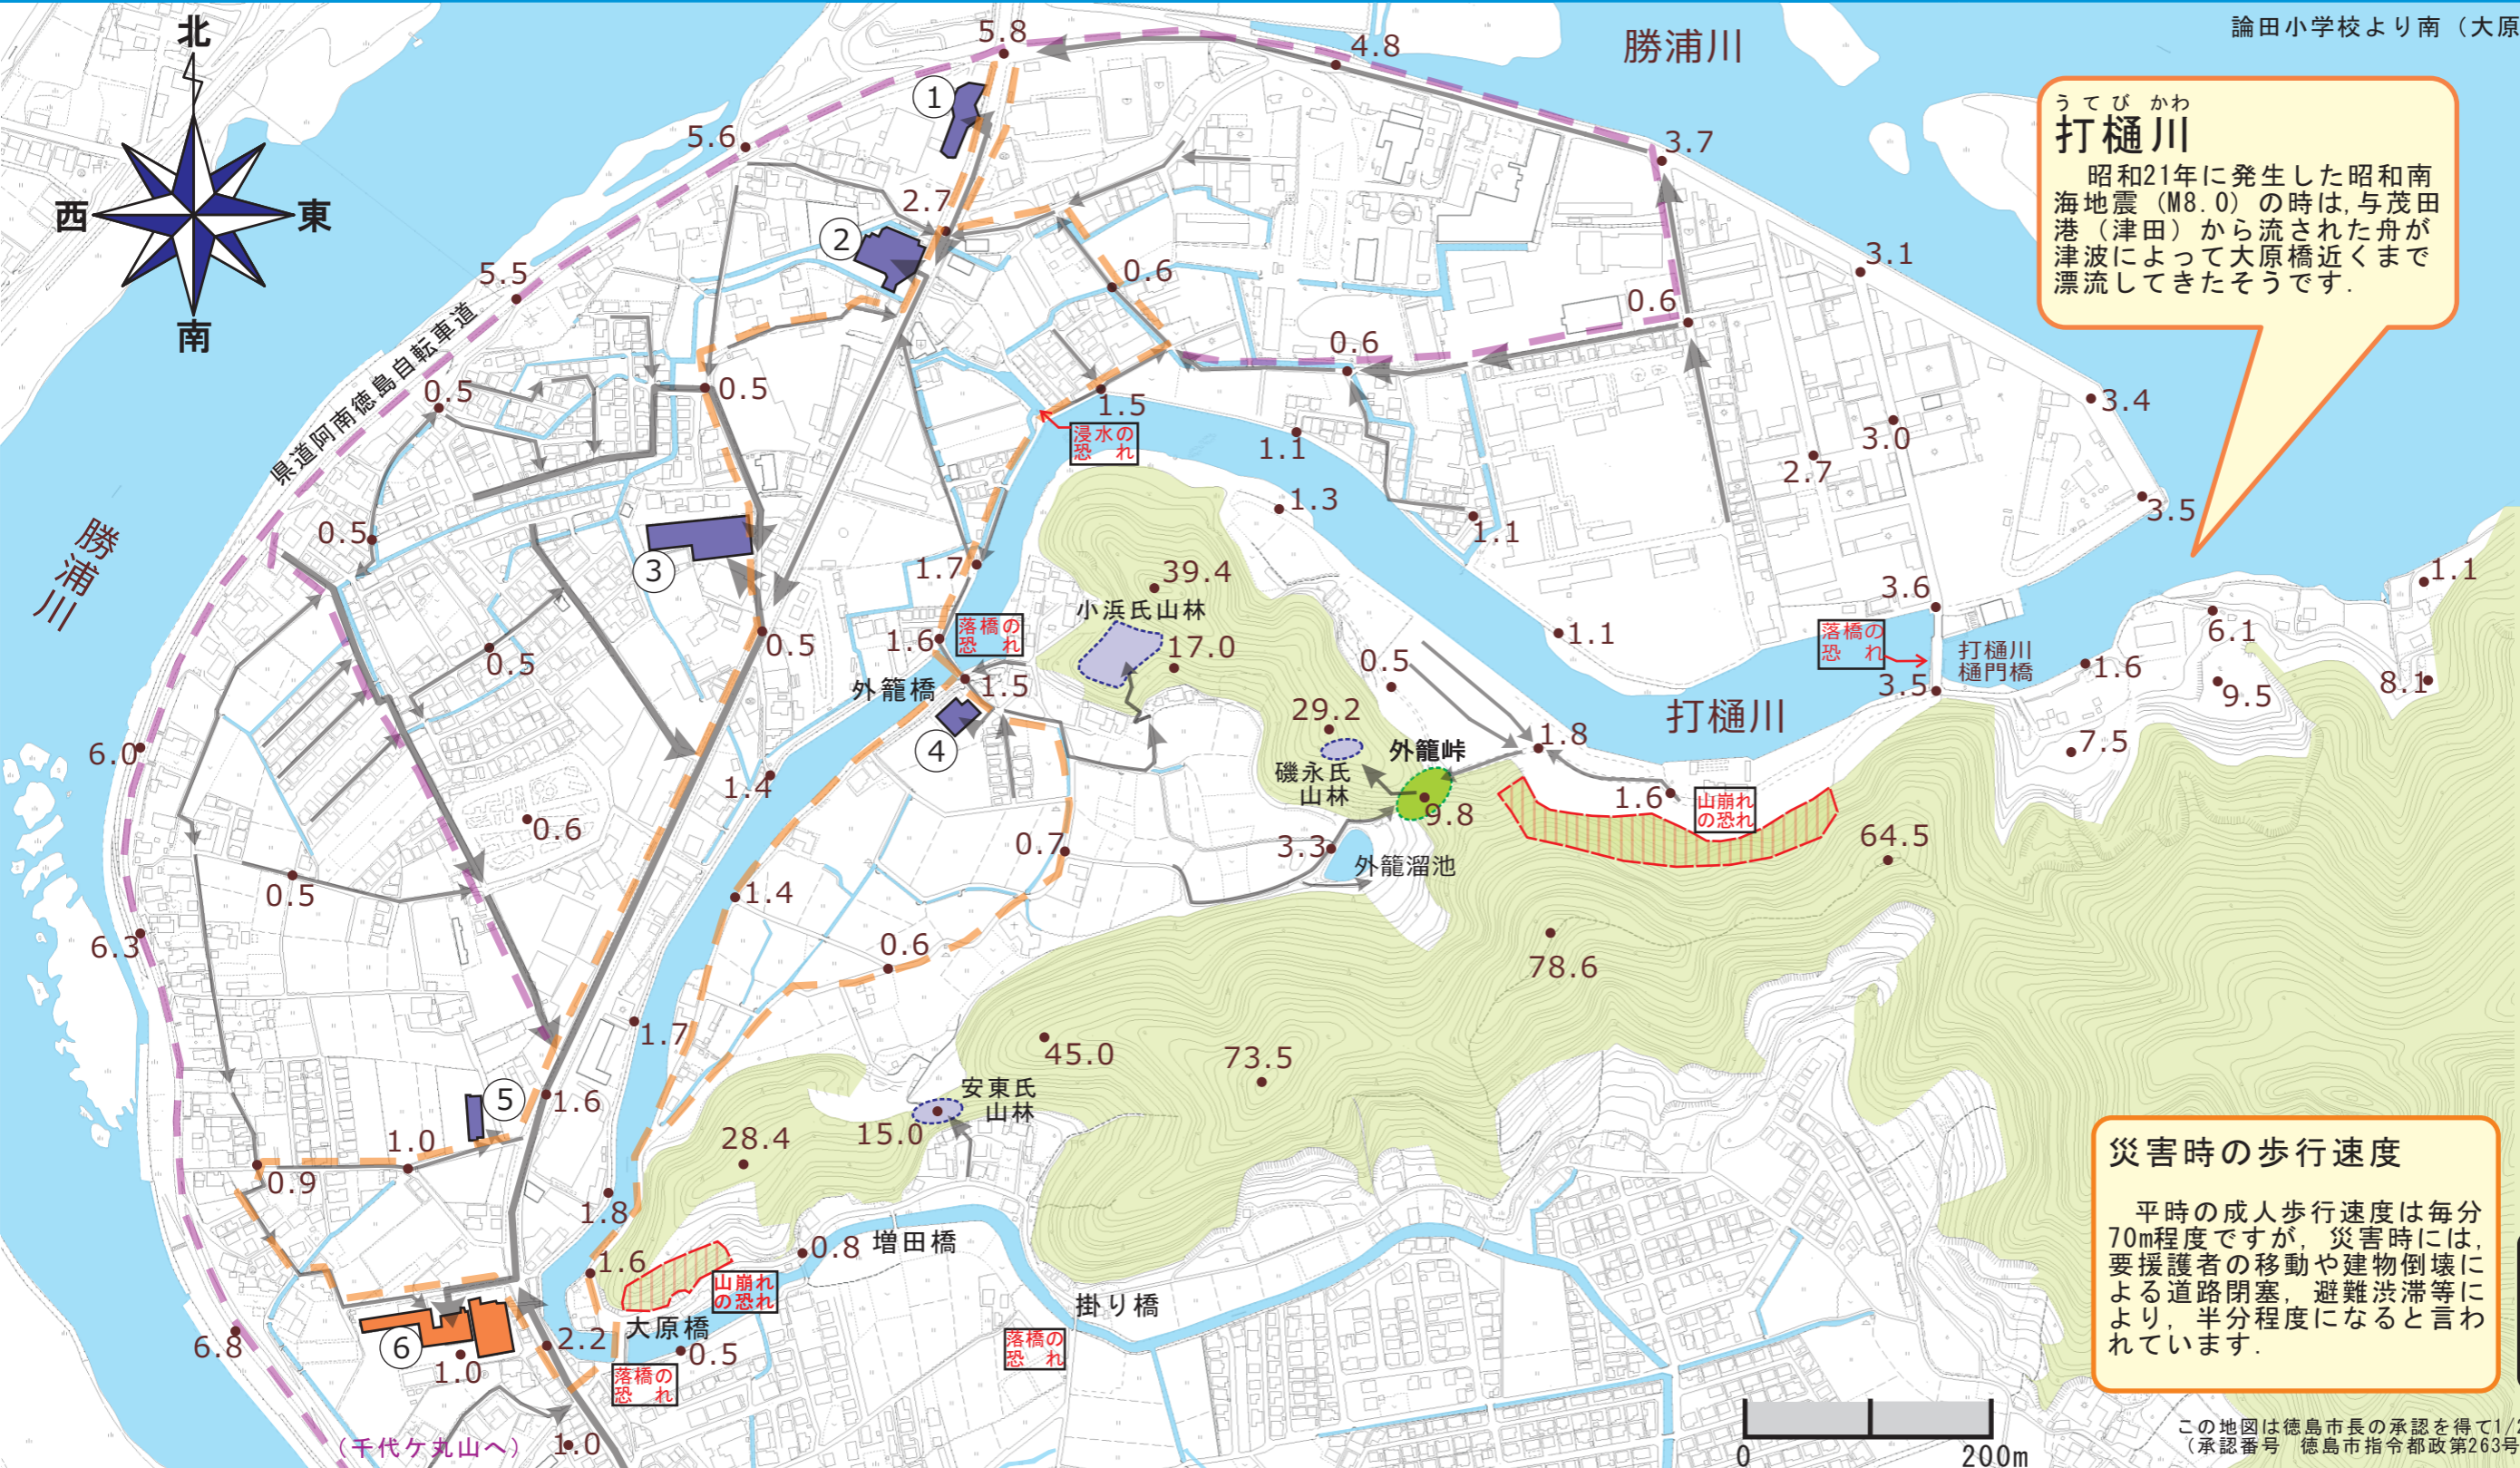 論田小学校より南（大原
北
西
東
南
勝浦川
うてび かわ
打樋川
昭和21年に発生した昭和南
海地震（M8.0）の時は,与茂田
港（津田）から流された舟が
津波によって大原橋近くまで
漂流してきたそうです.
5.8
4.8
①
5.6
3.7
2.7
②
3.1
0.6
5.5
0.6
県道阿南徳島自転車道
0.6
0.5
0.5
1.5
3.4
浸水の
恐　れ
1.1
3.0
2.7
1.3
3.5
0.5
1.1
勝浦川
③
1.7
39.4
1.1
小浜氏山林
3.6
6.1
1.6
落橋の
恐　れ
0.5
17.0
1.1
落橋の
恐　れ
打樋川
樋門橋
0.5
0.5
1.6
外籠橋
1.5
3.5
8.1
9.5
29.2
打樋川
④
6.0
1.8
外籠峠
7.5
磯永氏
山林
1.4
1.6
山崩れ
の恐れ
9.8
0.6
0.7
3.3
64.5
外籠溜池
0.5
1.4
6.3
0.6
78.6
1.7
45.0
73.5
⑤
1.6
安東氏
山林
15.0
28.4
1.0
0.9
1.8
災害時の歩行速度
平時の成人歩行速度は毎分
70m程度ですが, 災害時には,
要援護者の移動や建物倒壊に
よる道路閉塞, 避難渋滞等に
より, 半分程度になると言わ
れています.
0.8
増田橋
1.6
山崩れ
の恐れ
掛り橋
6.8
⑥
大原橋
2.2
0.5
落橋の
恐　れ
1.0
落橋の
恐　れ
（千代ケ丸山へ）
1.0
0
200m
この地図は徳島市長の承認を得て1/2
（承認番号　徳島市指令都政第263号